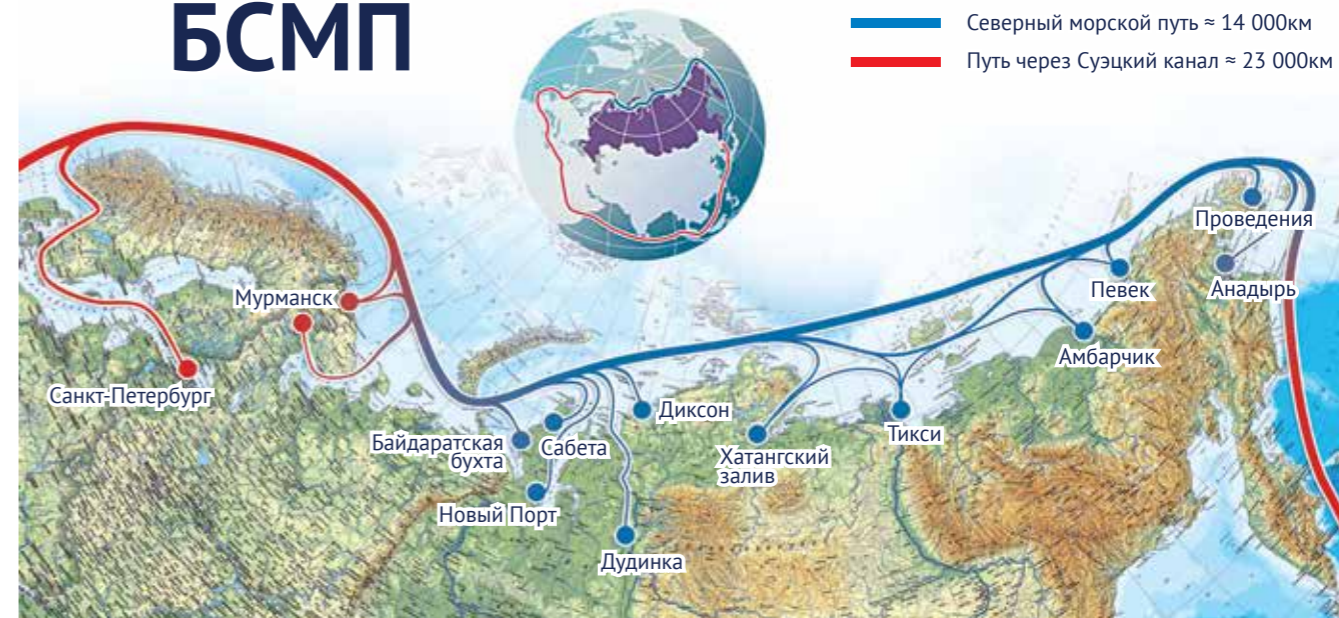 БСМП
Северный морской путь ≈ 14 000км
Путь через Суэцкий канал ≈ 23 000км
Проведения
Мурманск
Певек
Анадырь
Амбарчик
Санкт-Петербург
Диксон
Тикси
Байдаратская
бухта
Сабета
Хатангский
залив
Новый Порт
Дудинка